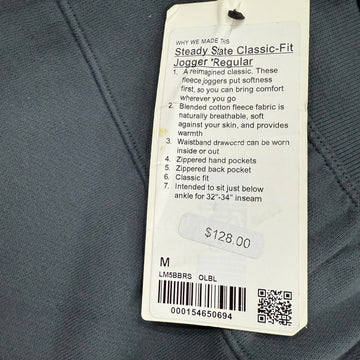 WHY WE MADE THIS
Steady State Classic-Fit
Jogger *Regular
1. A reimagined classic. These
fleece joggers put softness
first, so you can bring comfort
wherever you go
2. Blended cotton fleece fabric is
naturally breathable, soft
against your skin, and provides
warmth
3. Waistband drawcord can be worn
inside or out
4. Zippered hand pockets
5. Zippered back pocket
6. Classic fit
7. Intended to sit just below
ankle for 32"-34" inseam
$128.00
M
LM5BBRS OLBL
000154650694